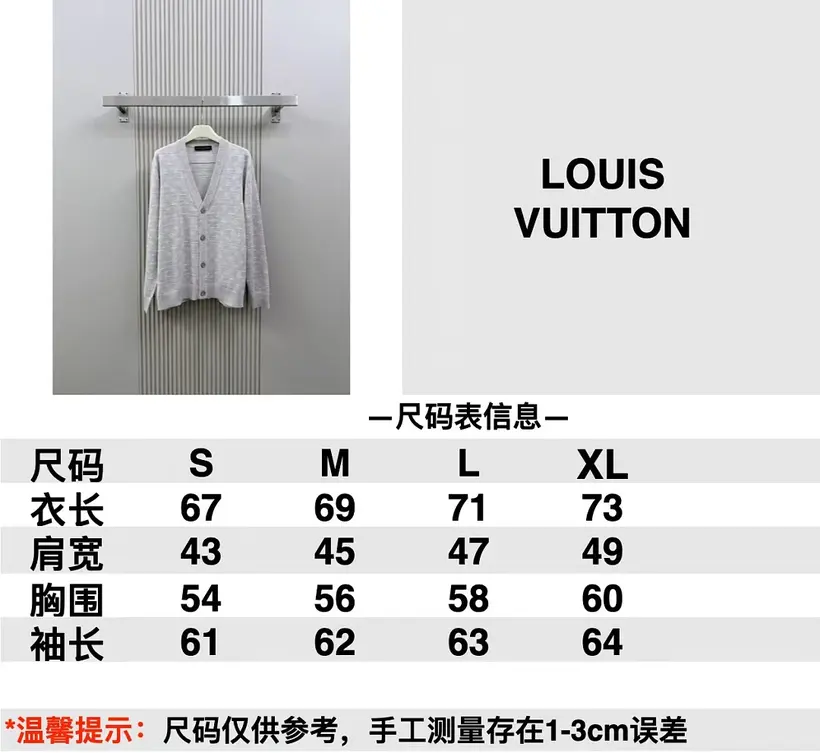 LOUIS
VUITTON
—尺码表信息—
尺码 S M L XL
衣长 67 69 71 73
肩宽 43 45 47 49
胸围 54 56 58 60
袖长 61 62 63 64
*温馨提示：尺码仅供参考，手工测量存在1-3cm误差